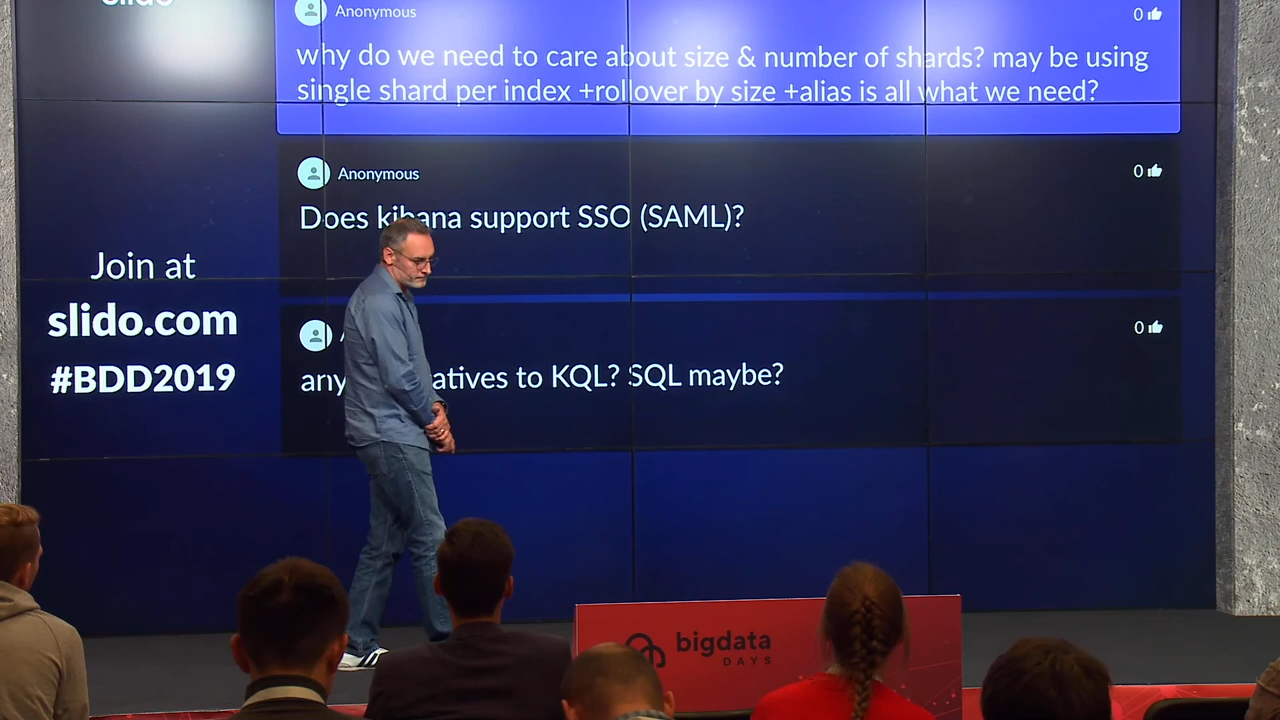 slido
Anonymous
0
why do we need to care about size & number of shards? may be using
single shard per index +rollover by size +alias is all what we need?
Anonymous
0
Does kibana support SSO (SAML)?
Join at
slido.com
#BDD2019
0
any atives to KQL? SQL maybe?
bigdata
DAYS